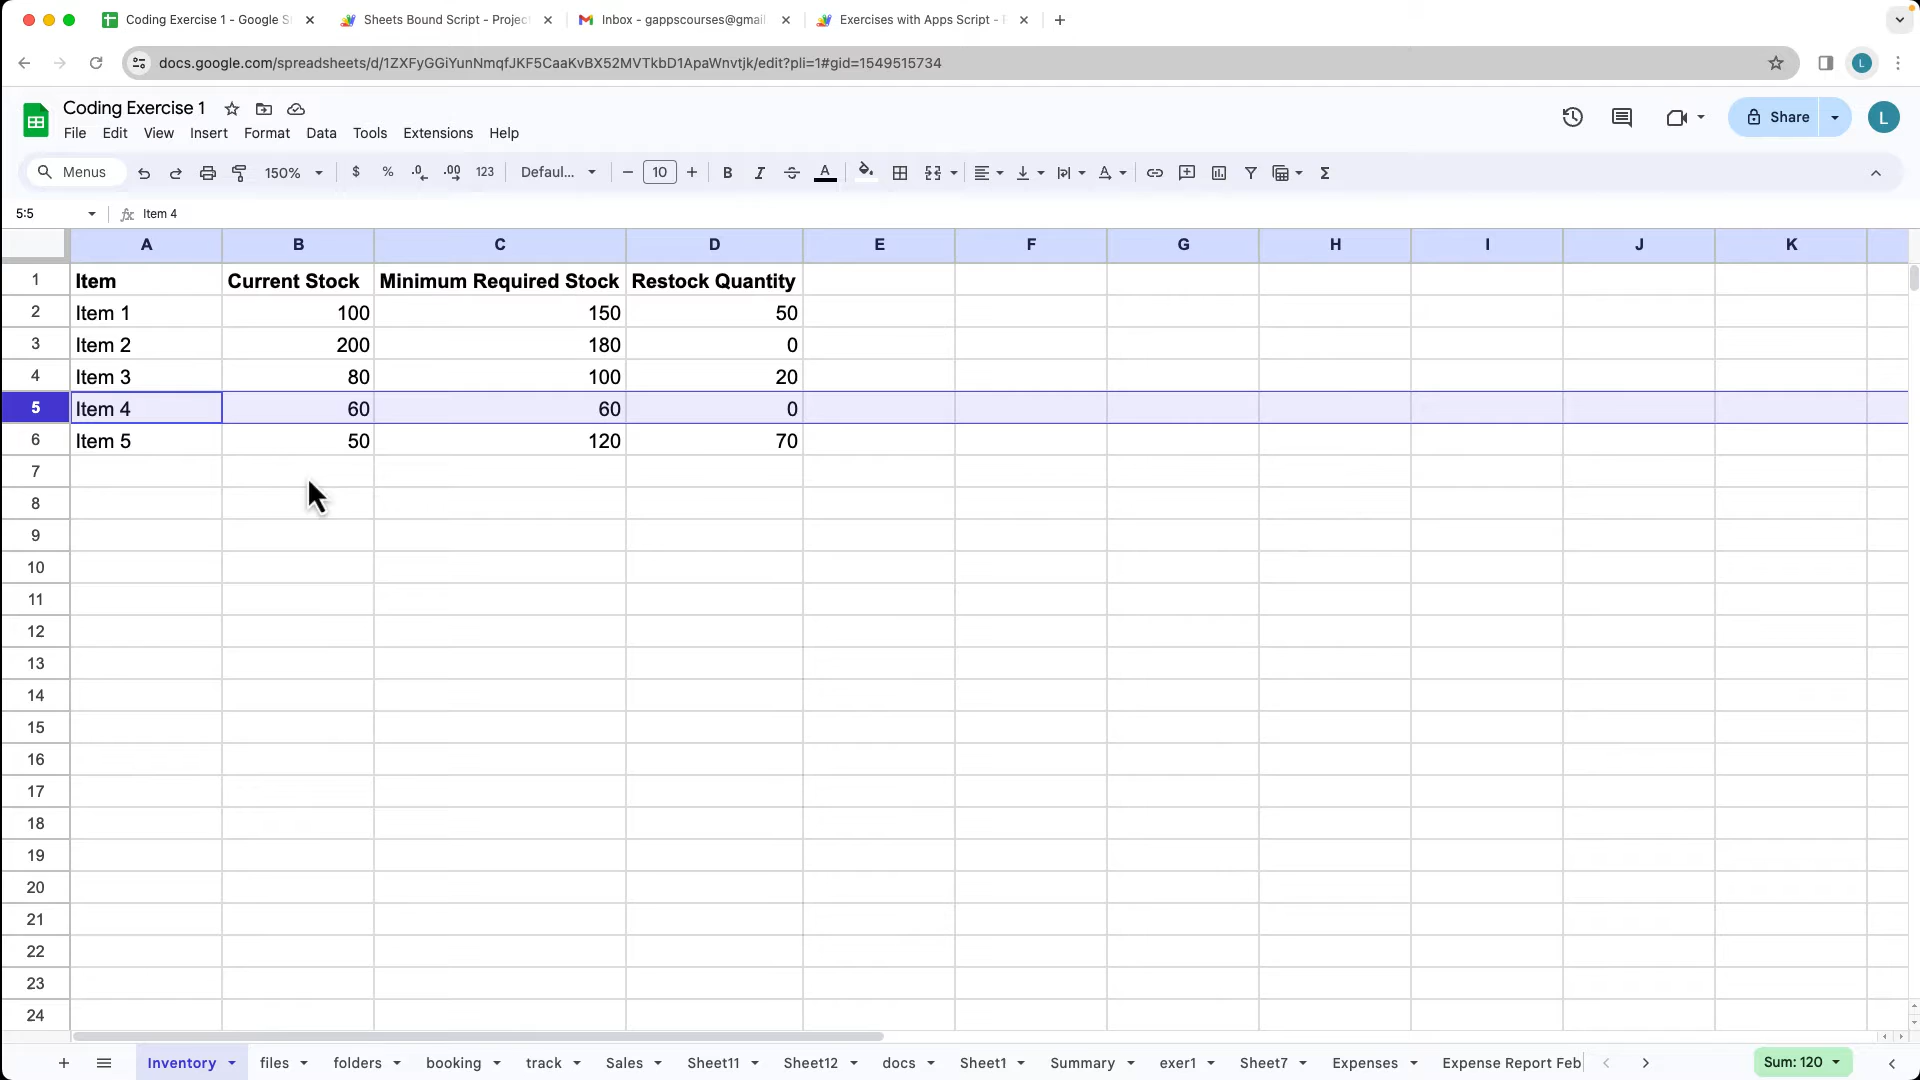 Coding Exercise 1 - Google S
Sheets Bound Script - Project
Inbox - gappscourses@gmail
Exercises with Apps Script -
docs.google.com/spreadsheets/d/1ZXFyGGiYunNmqfJKF5CaaKvBX52MVTkbD1ApaWnvtjk/edit?pli=1#gid=1549515734
L
Coding Exercise 1
File Edit View Insert Format Data Tools Extensions Help
Share
L
Menus 150% $ % .0 .00 123 Defaul... − 10 + B I S A Σ
5:5 fx Item 4
A B C D E F G H I J K
1 Item Current Stock Minimum Required Stock Restock Quantity
2 Item 1 100 150 50
3 Item 2 200 180 0
4 Item 3 80 100 20
5 Item 4 60 60 0
6 Item 5 50 120 70
7
8
9
10
11
12
13
14
15
16
17
18
19
20
21
22
23
24
Inventory files folders booking track Sales Sheet11 Sheet12 docs Sheet1 Summary exer1 Sheet7 Expenses Expense Report Feb Sum: 120